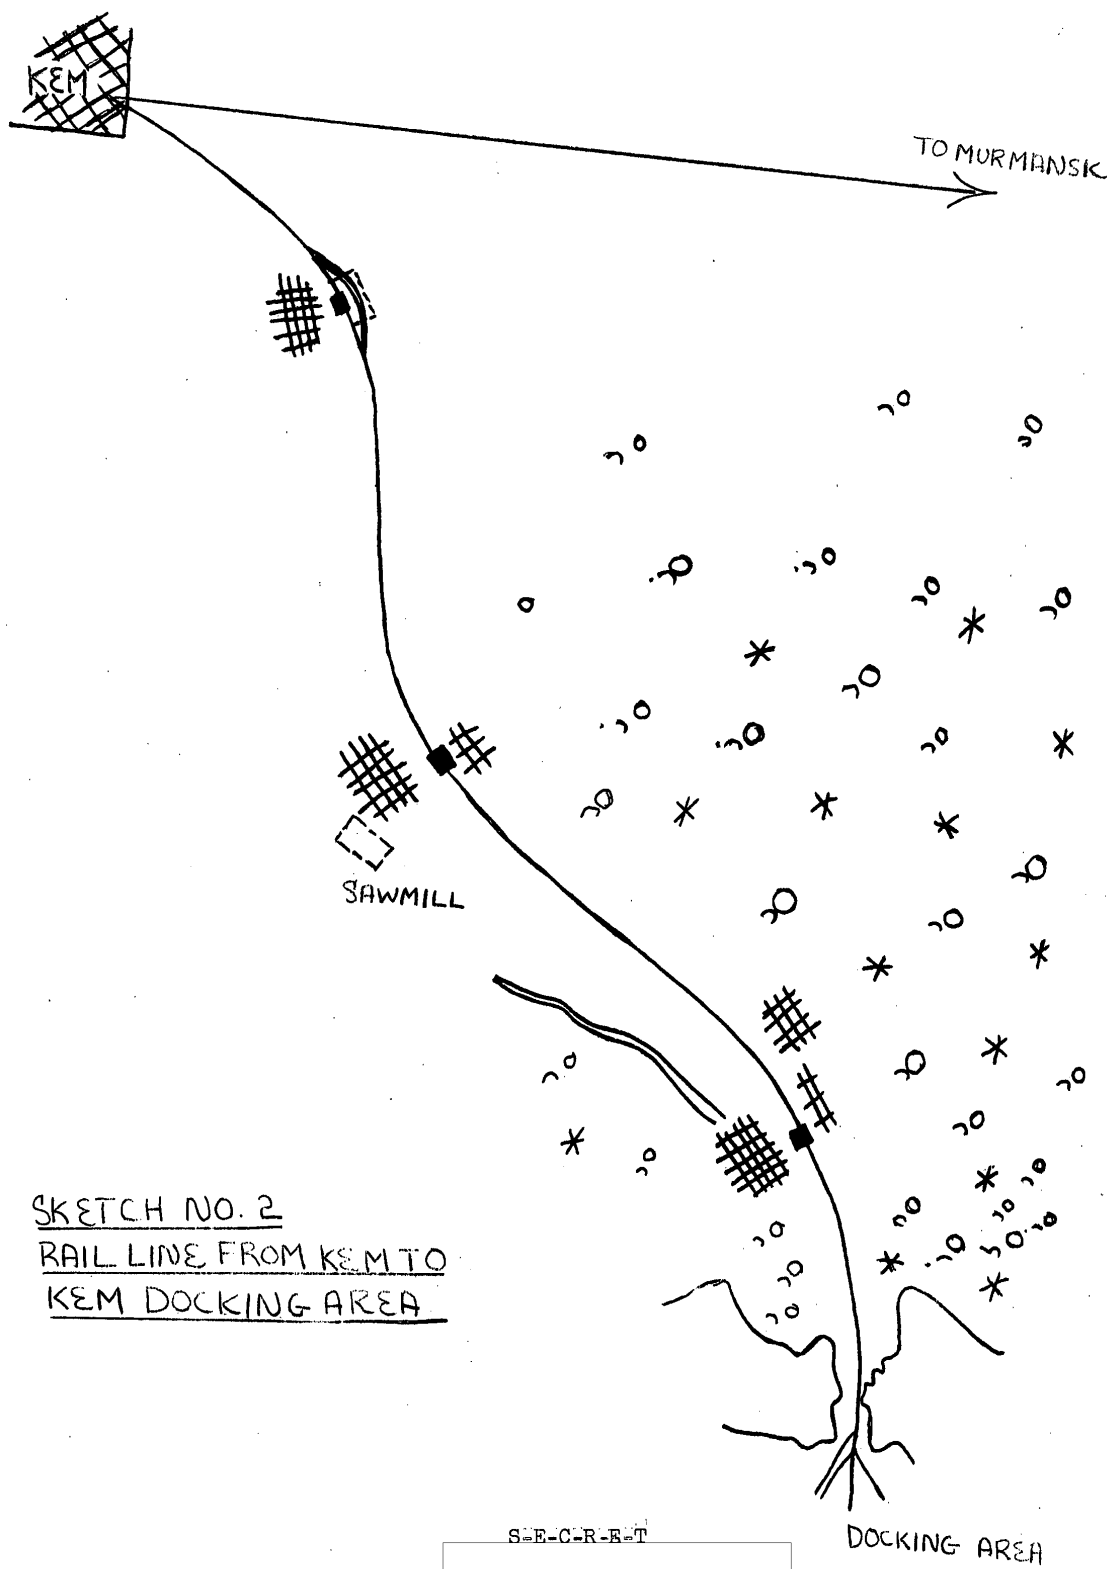 KEM
TO MURMANSK
SAWMILL
SKETCH NO. 2
RAIL LINE FROM KEM TO
KEM DOCKING AREA
S-E-C-R-E-T
DOCKING AREA